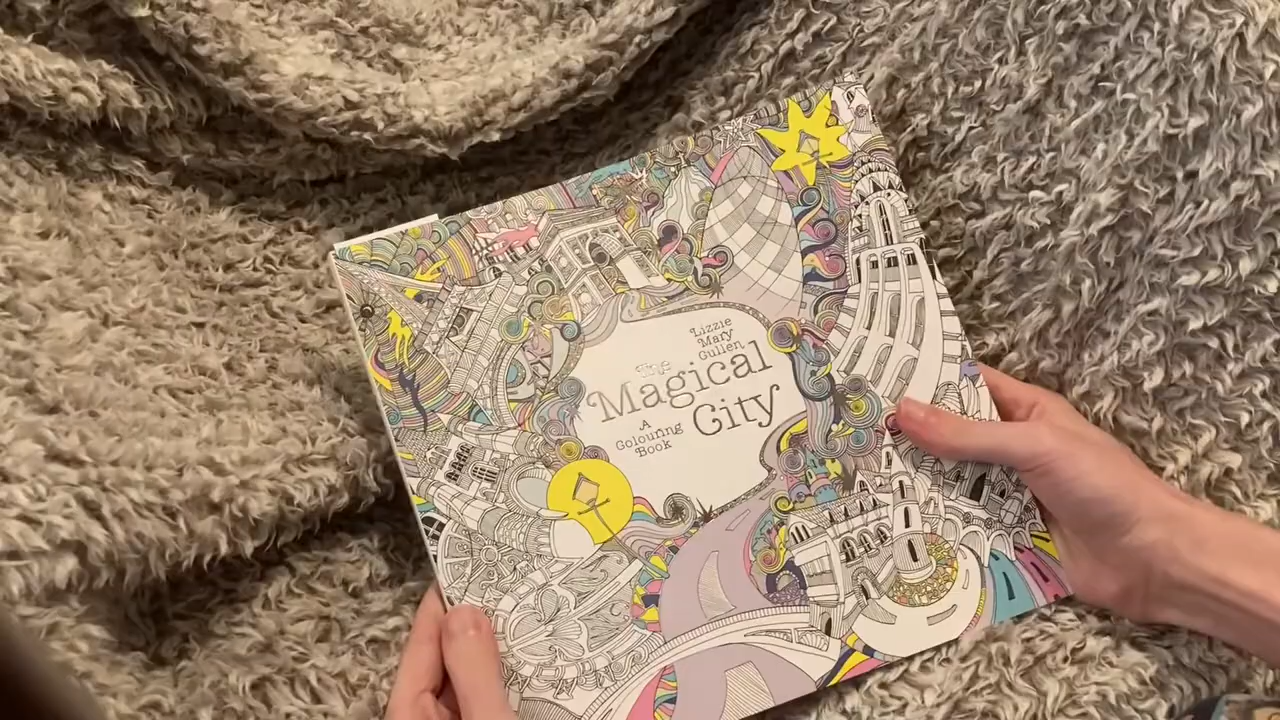 Lizzie
Mary
Cullen
The
Magical
City
A
Colouring
Book